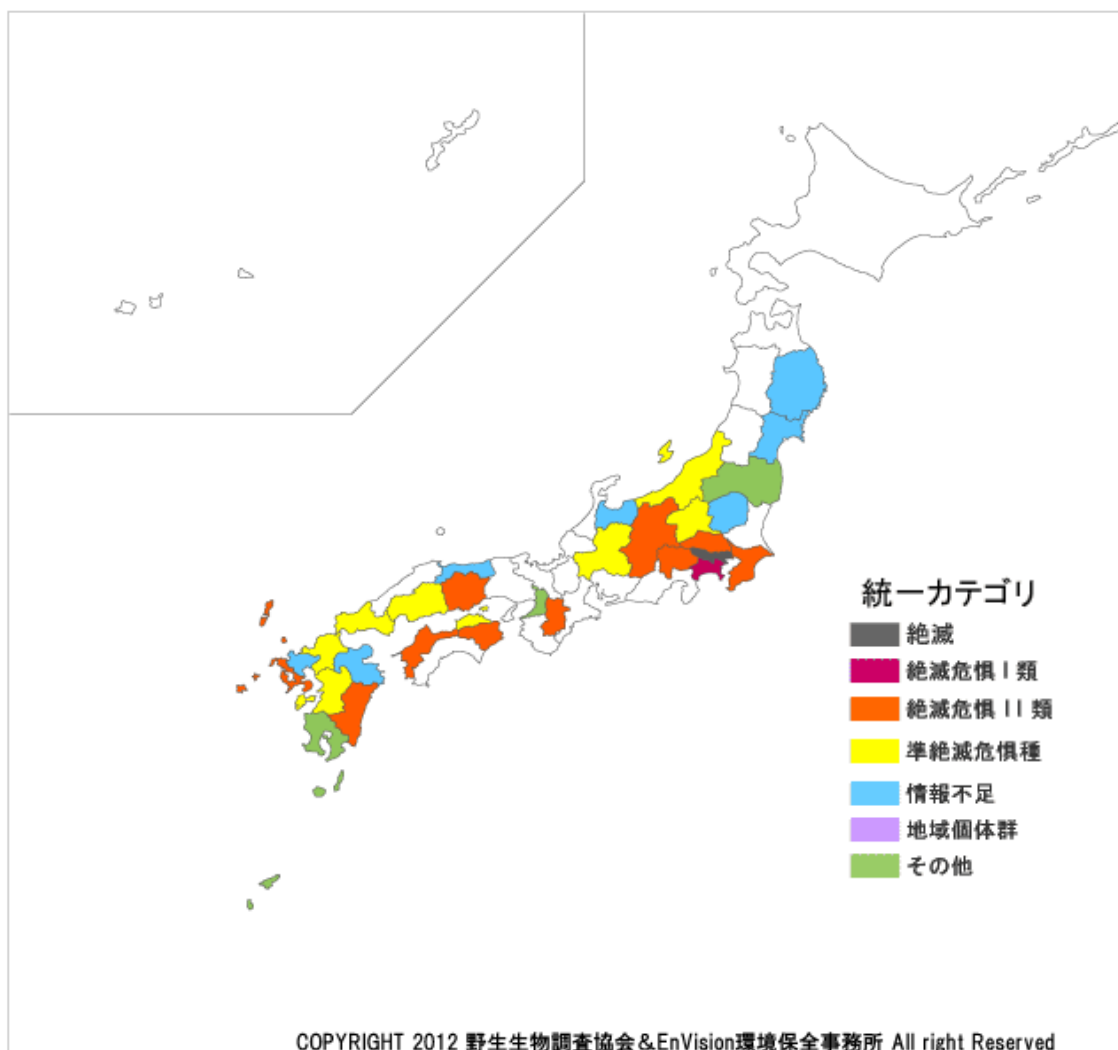 統一カテゴリ
絶滅
絶滅危惧 I 類
絶滅危惧 II 類
準絶滅危惧種
情報不足
地域個体群
その他
COPYRIGHT 2012 野生生物調査協会&EnVision環境保全事務所 All right Reserved